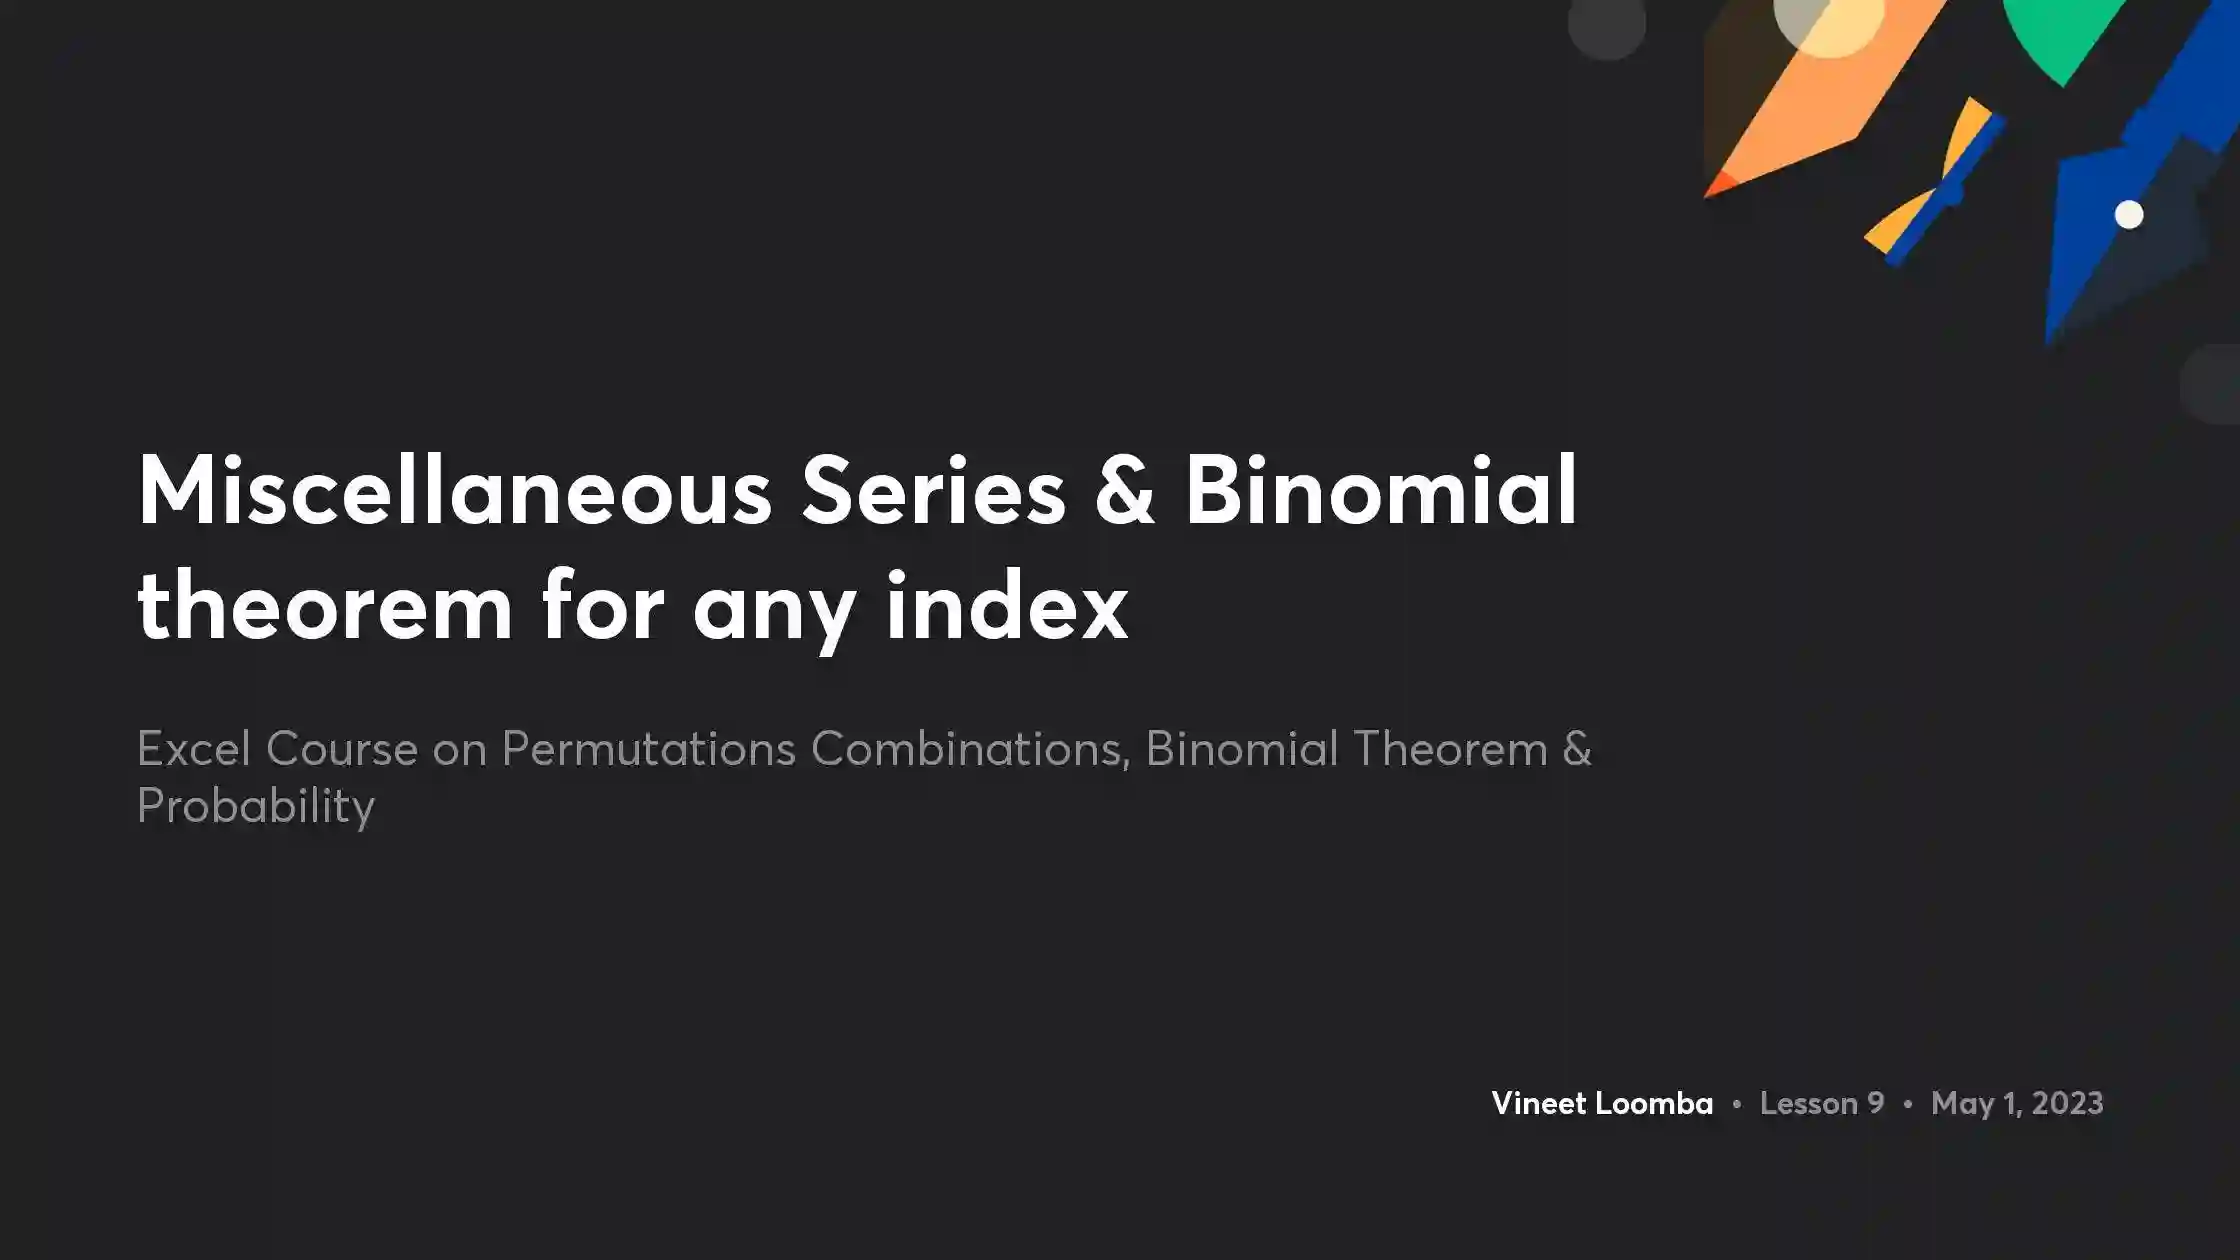 Miscellaneous Series & Binomial
theorem for any index
Excel Course on Permutations Combinations, Binomial Theorem &
Probability
Vineet Loomba • Lesson 9 • May 1, 2023